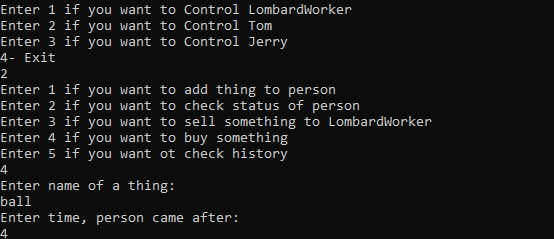 Enter 1 if you want to Control LombardWorker
Enter 2 if you want to Control Tom
Enter 3 if you want to Control Jerry
4- Exit
2
Enter 1 if you want to add thing to person
Enter 2 if you want to check status of person
Enter 3 if you want to sell something to LombardWorker
Enter 4 if you want to buy something
Enter 5 if you want ot check history
4
Enter name of a thing:
ball
Enter time, person came after:
4